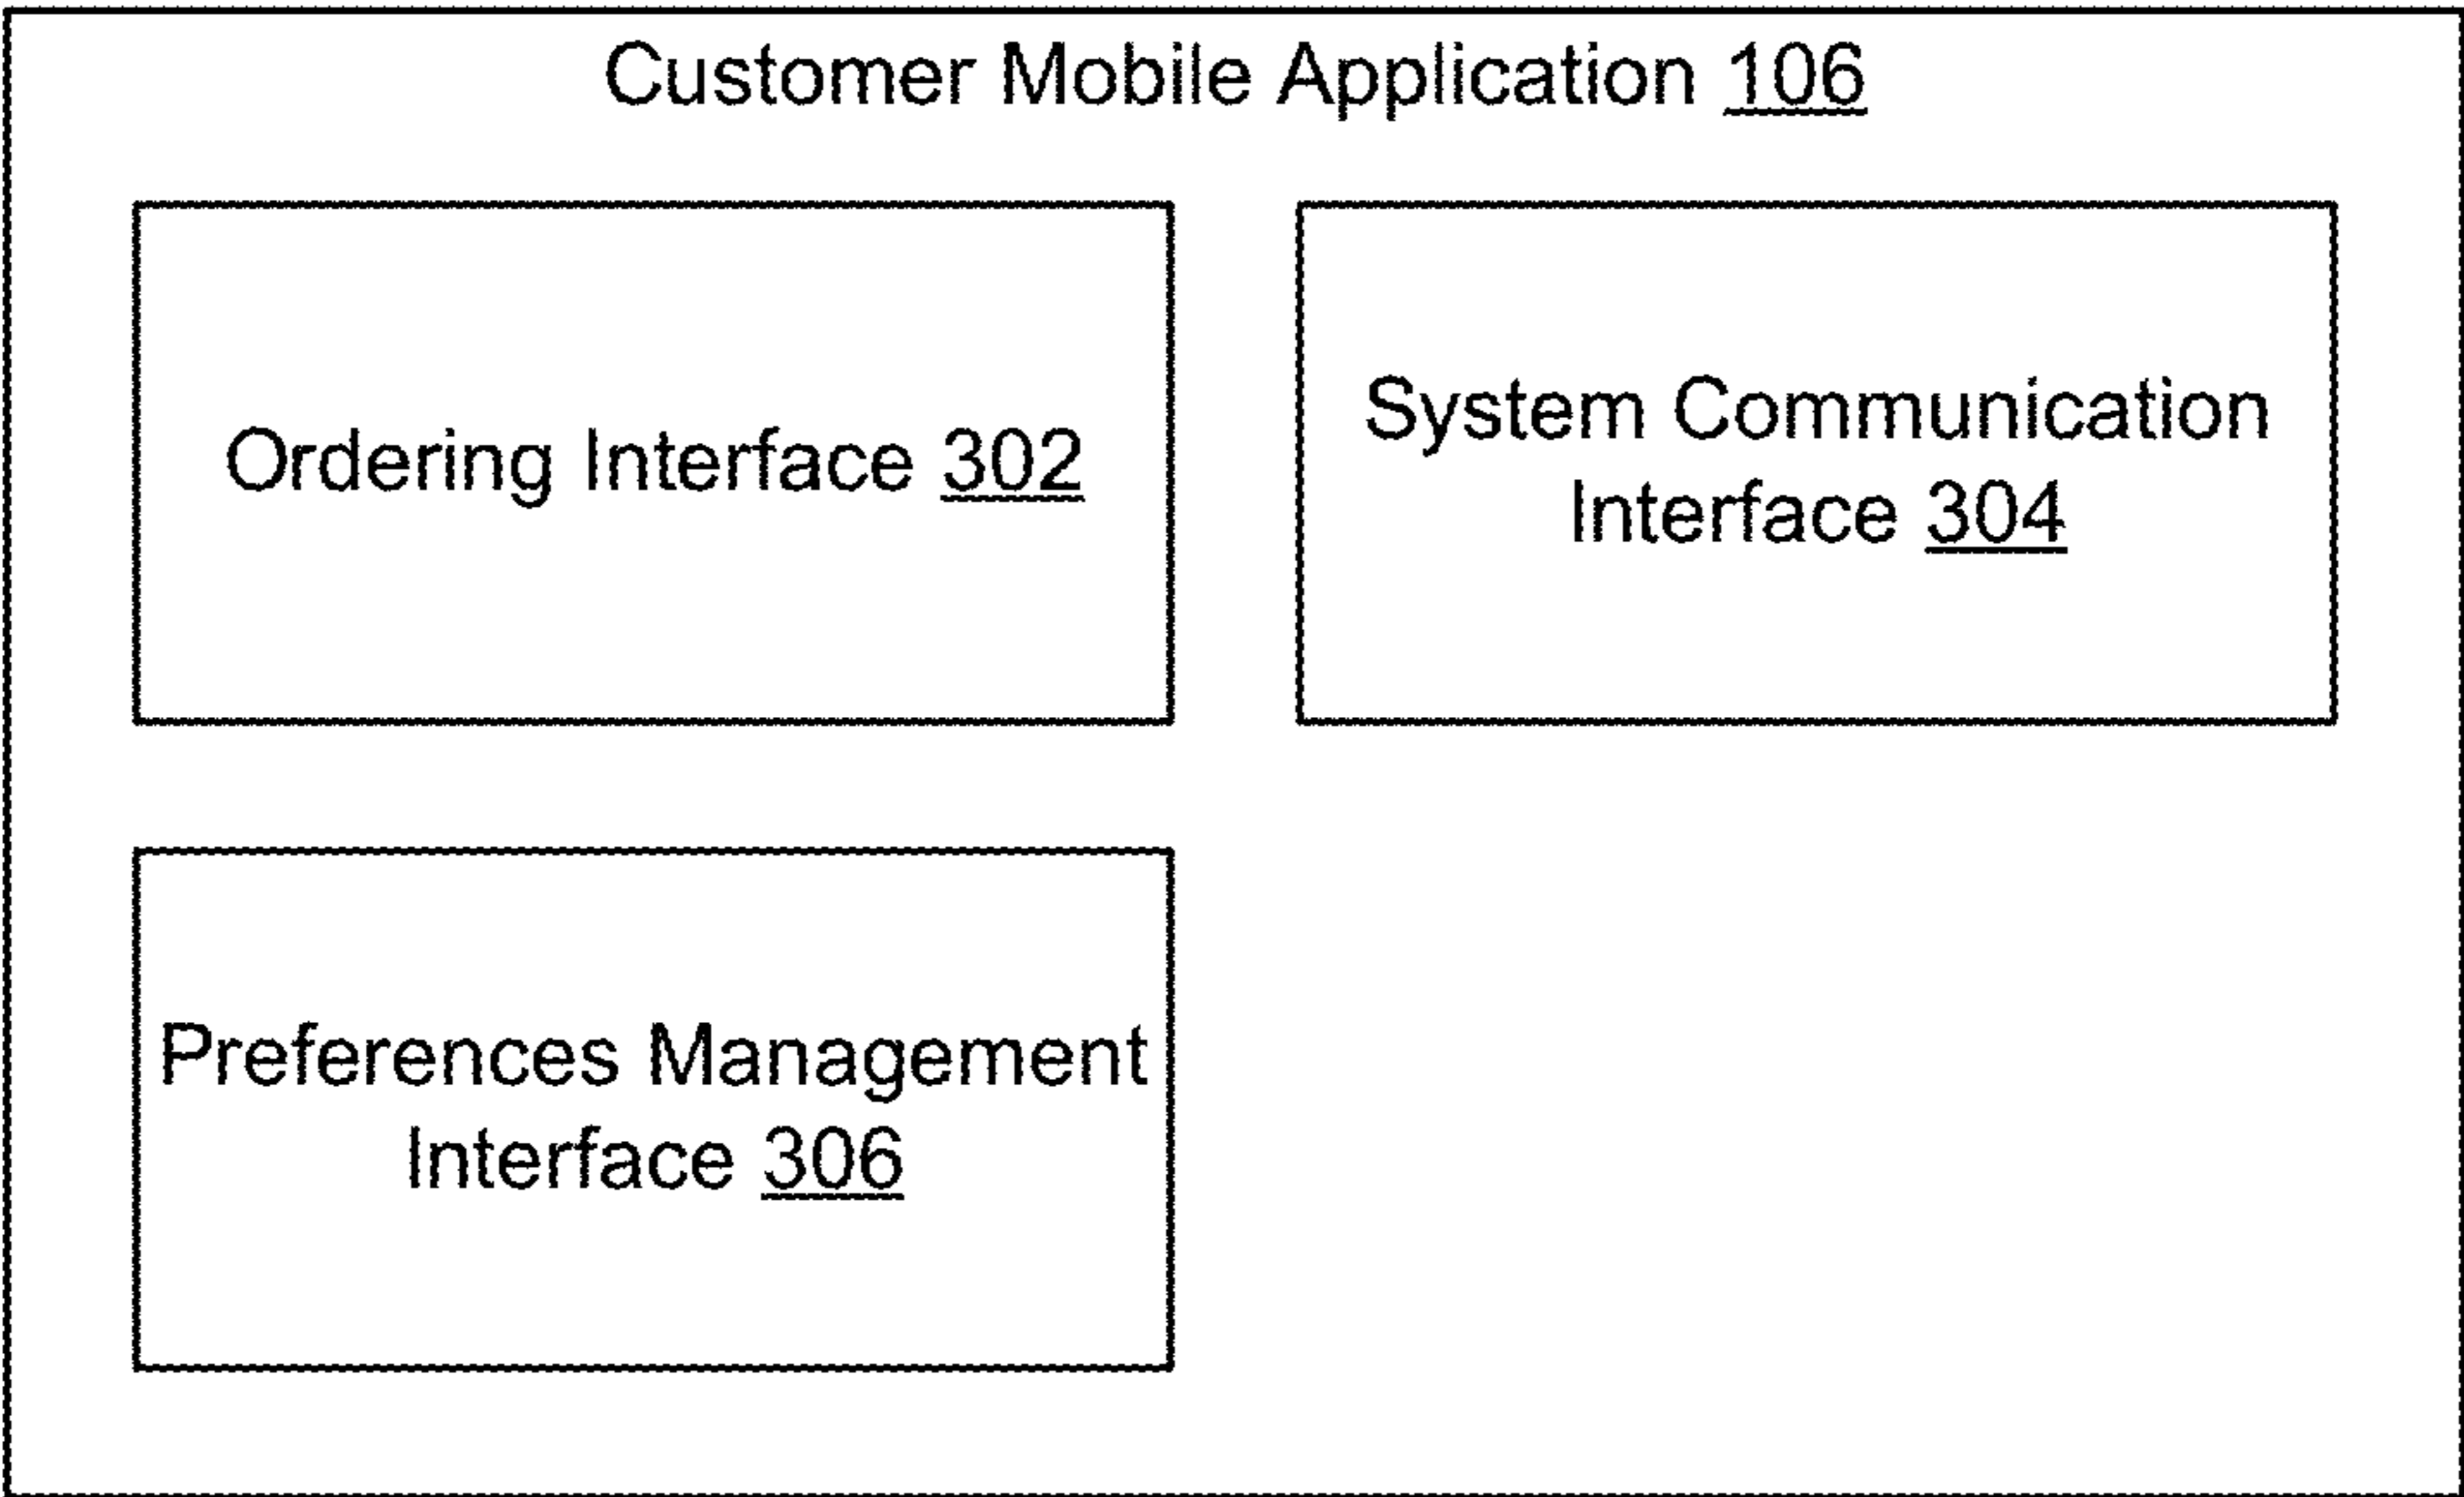 Customer Mobile Application 106
Ordering Interface 302
System Communication
Interface 304
Preferences Management
Interface 306